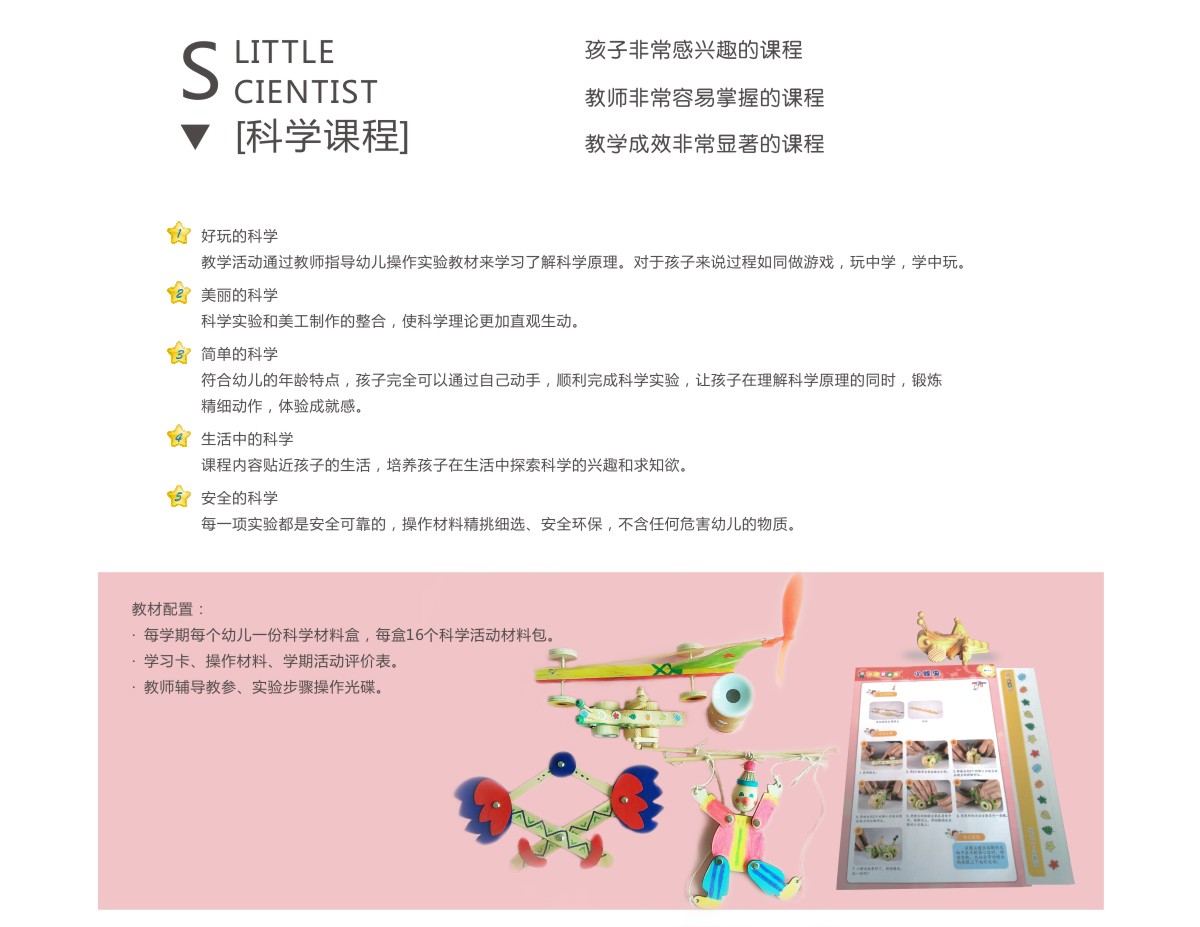 LITTLE
SCIENTIST
[科学课程]
孩子非常感兴趣的课程
教师非常容易掌握的课程
教学成效非常显著的课程
1 好玩的科学
教学活动通过教师指导幼儿操作实验教材来学习了解科学原理。对于孩子来说过程如同做游戏，玩中学，学中玩。
2 美丽的科学
科学实验和美工制作的整合，使科学理论更加直观生动。
3 简单的科学
符合幼儿的年龄特点，孩子完全可以通过自己动手，顺利完成科学实验，让孩子在理解科学原理的同时，锻炼
精细动作，体验成就感。
4 生活中的科学
课程内容贴近孩子的生活，培养孩子在生活中探索科学的兴趣和求知欲。
5 安全的科学
每一项实验都是安全可靠的，操作材料精挑细选、安全环保，不含任何危害幼儿的物质。
教材配置：
· 每学期每个幼儿一份科学材料盒，每盒16个科学活动材料包。
· 学习卡、操作材料、学期活动评价表。
· 教师辅导教参、实验步骤操作光碟。